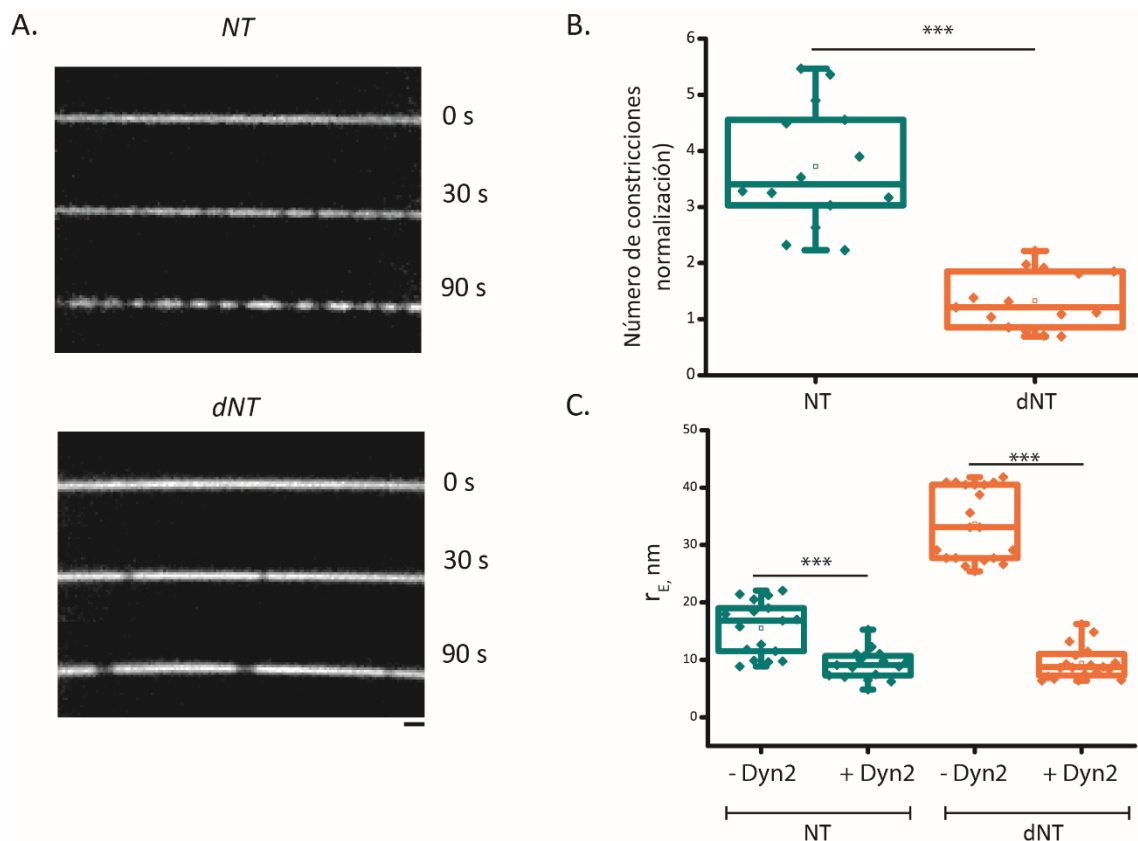 A.
NT
0 s
30 s
90 s
dNT
0 s
30 s
90 s
B.
***
Número de constricciones
normalización)
6
5
4
3
2
1
0
NT
dNT
C.
r_E, nm
50
40
30
20
10
0
***
***
- Dyn2
+ Dyn2
- Dyn2
+ Dyn2
NT
dNT